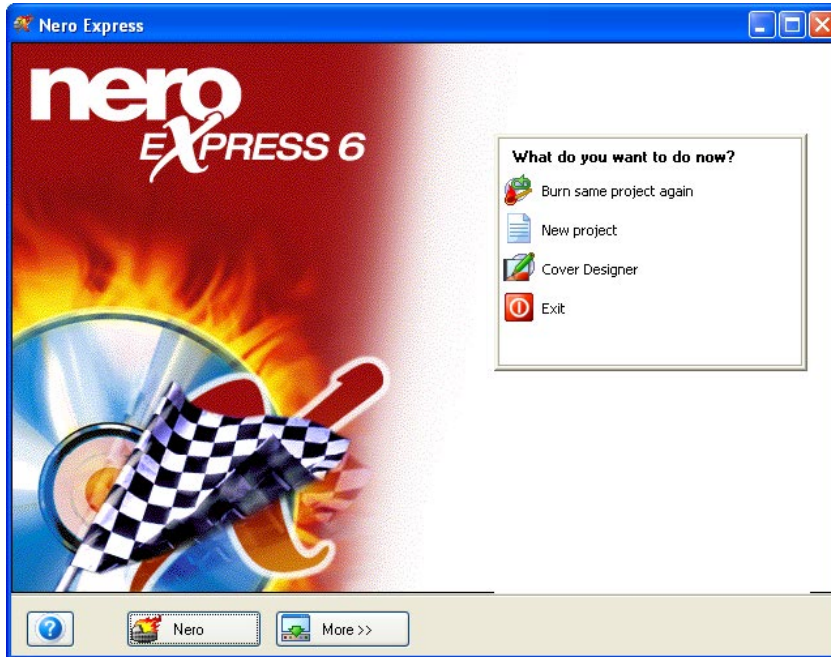 Nero Express
nero
EXPRESS 6
What do you want to do now?
Burn same project again
New project
Cover Designer
Exit
Nero
More >>